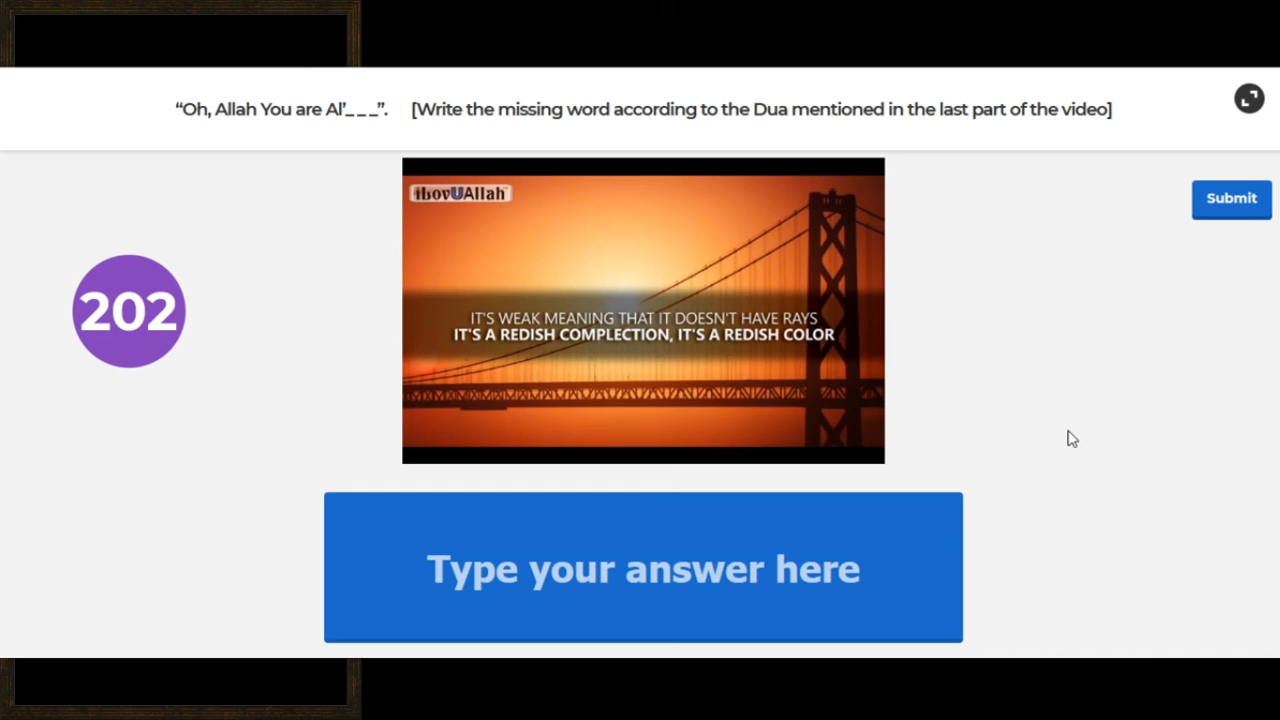 “Oh, Allah You are Al’_ _ _”. [Write the missing word according to the Dua mentioned in the last part of the video]
Submit
iLovUAllah
202
IT'S WEAK MEANING THAT IT DOESN'T HAVE RAYS
IT'S A REDISH COMPLECTION, IT'S A REDISH COLOR
Type your answer here